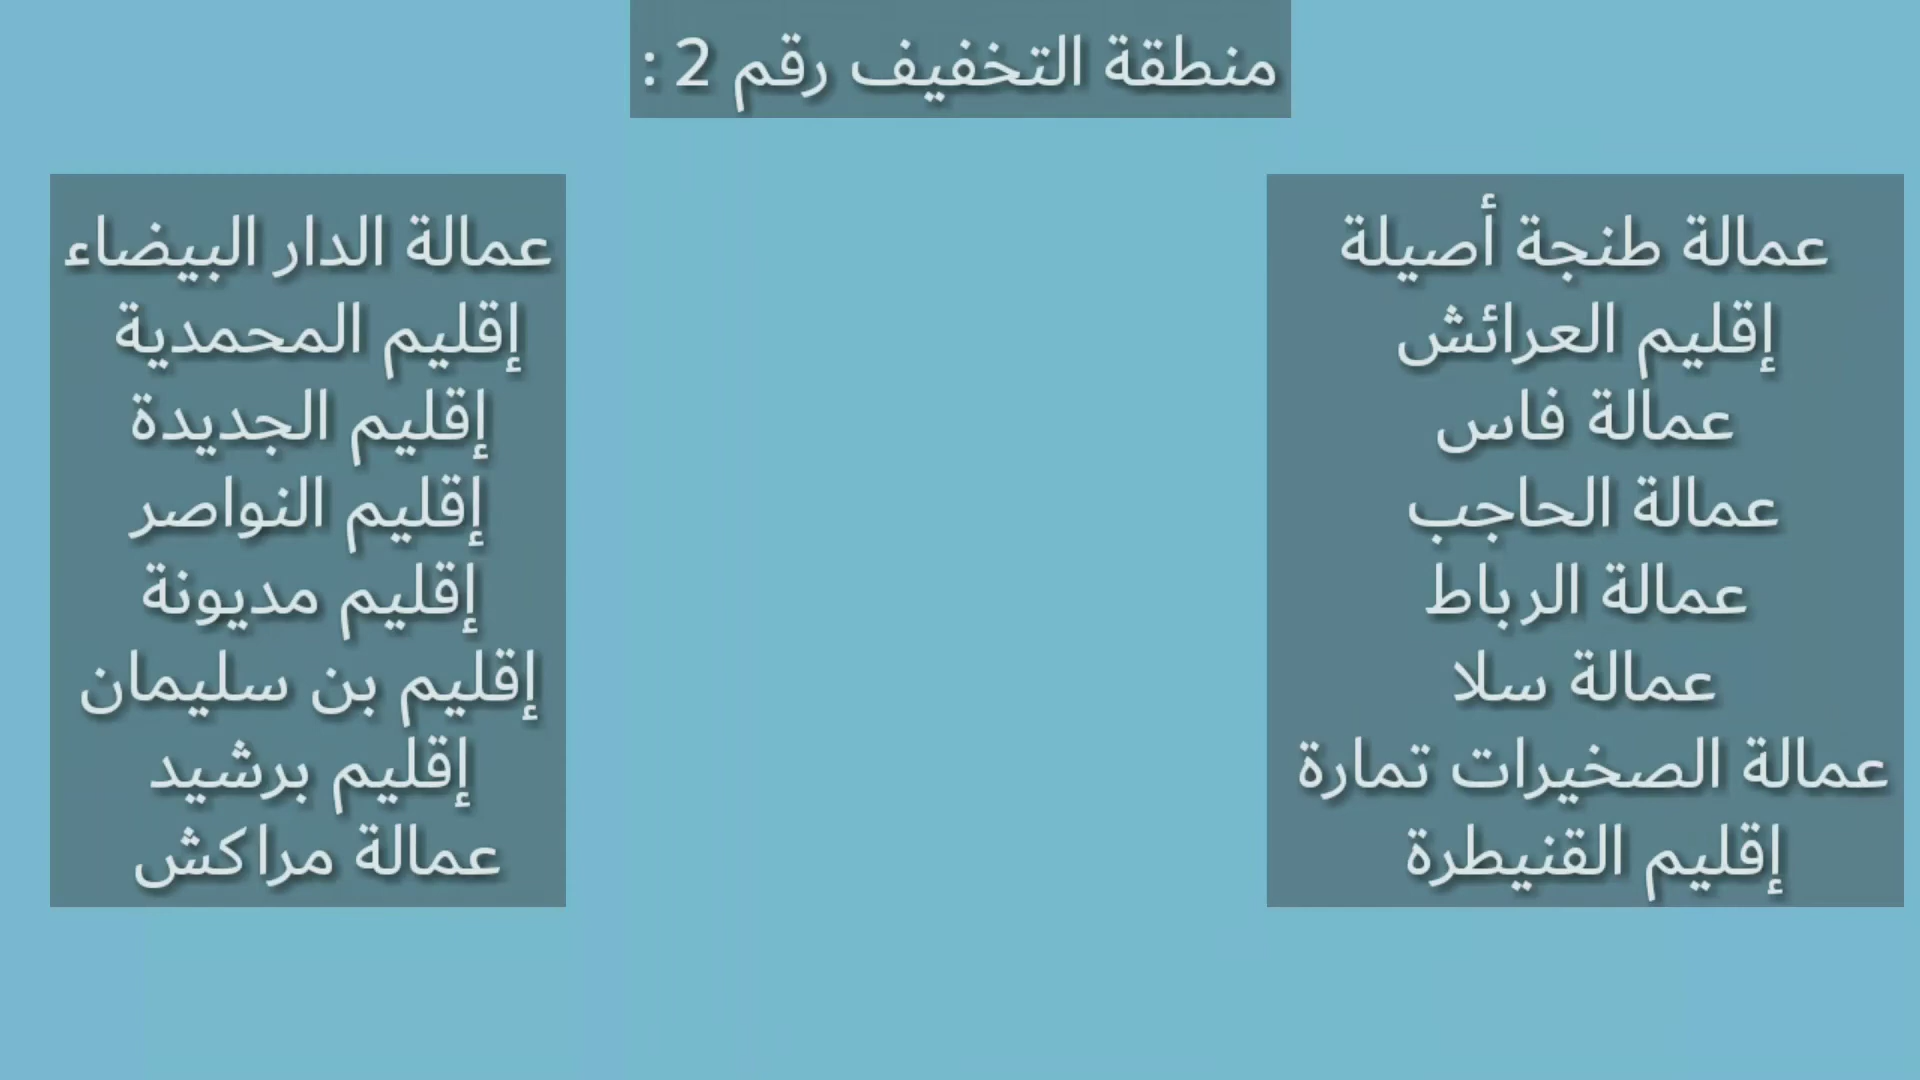 منطقة التخفيف رقم 2 :
عمالة طنجة أصيلة
إقليم العرائش
عمالة فاس
عمالة الحاجب
عمالة الرباط
عمالة سلا
عمالة الصخيرات تمارة
إقليم القنيطرة
عمالة الدار البيضاء
إقليم المحمدية
إقليم الجديدة
إقليم النواصر
إقليم مديونة
إقليم بن سليمان
إقليم برشيد
عمالة مراكش